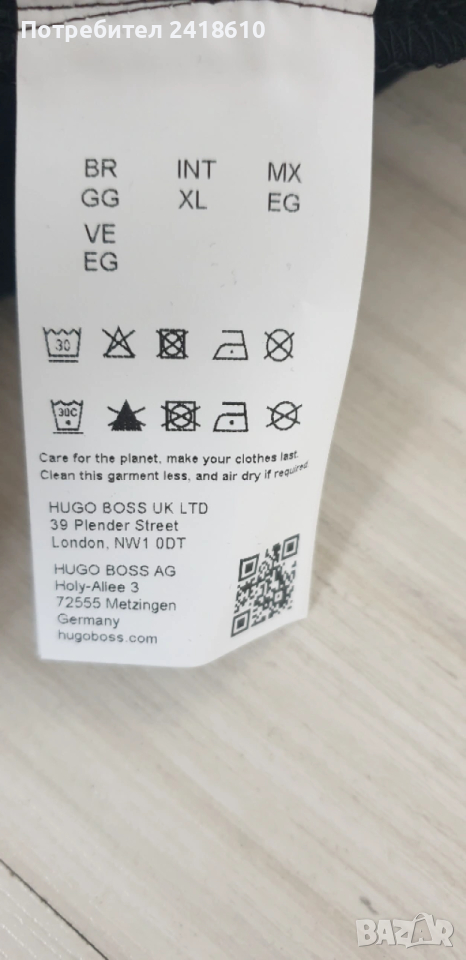 Потребител 2418610
BR INT MX
GG XL EG
VE
EG
30
30C
Care for the planet, make your clothes last.
Clean this garment less, and air dry if required.
HUGO BOSS UK LTD
39 Plender Street
London, NW1 0DT
HUGO BOSS AG
Holy-Allee 3
72555 Metzingen
Germany
hugoboss.com
BAZAR